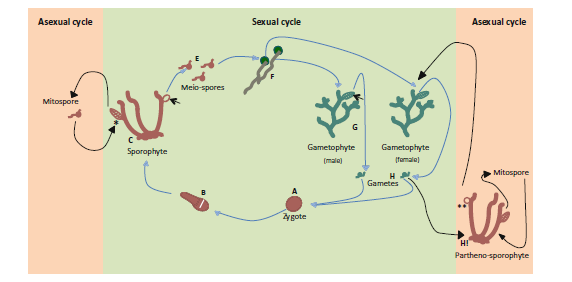 Asexual cycle
Sexual cycle
Asexual cycle
E
Meio-spores
F
Mitospore
*
C
Sporophyte
G
Gametophyte
(male)
Gametophyte
(female)
H
Gametes
Mitospore
B
A
Zygote
**
H!
Partheno-sporophyte